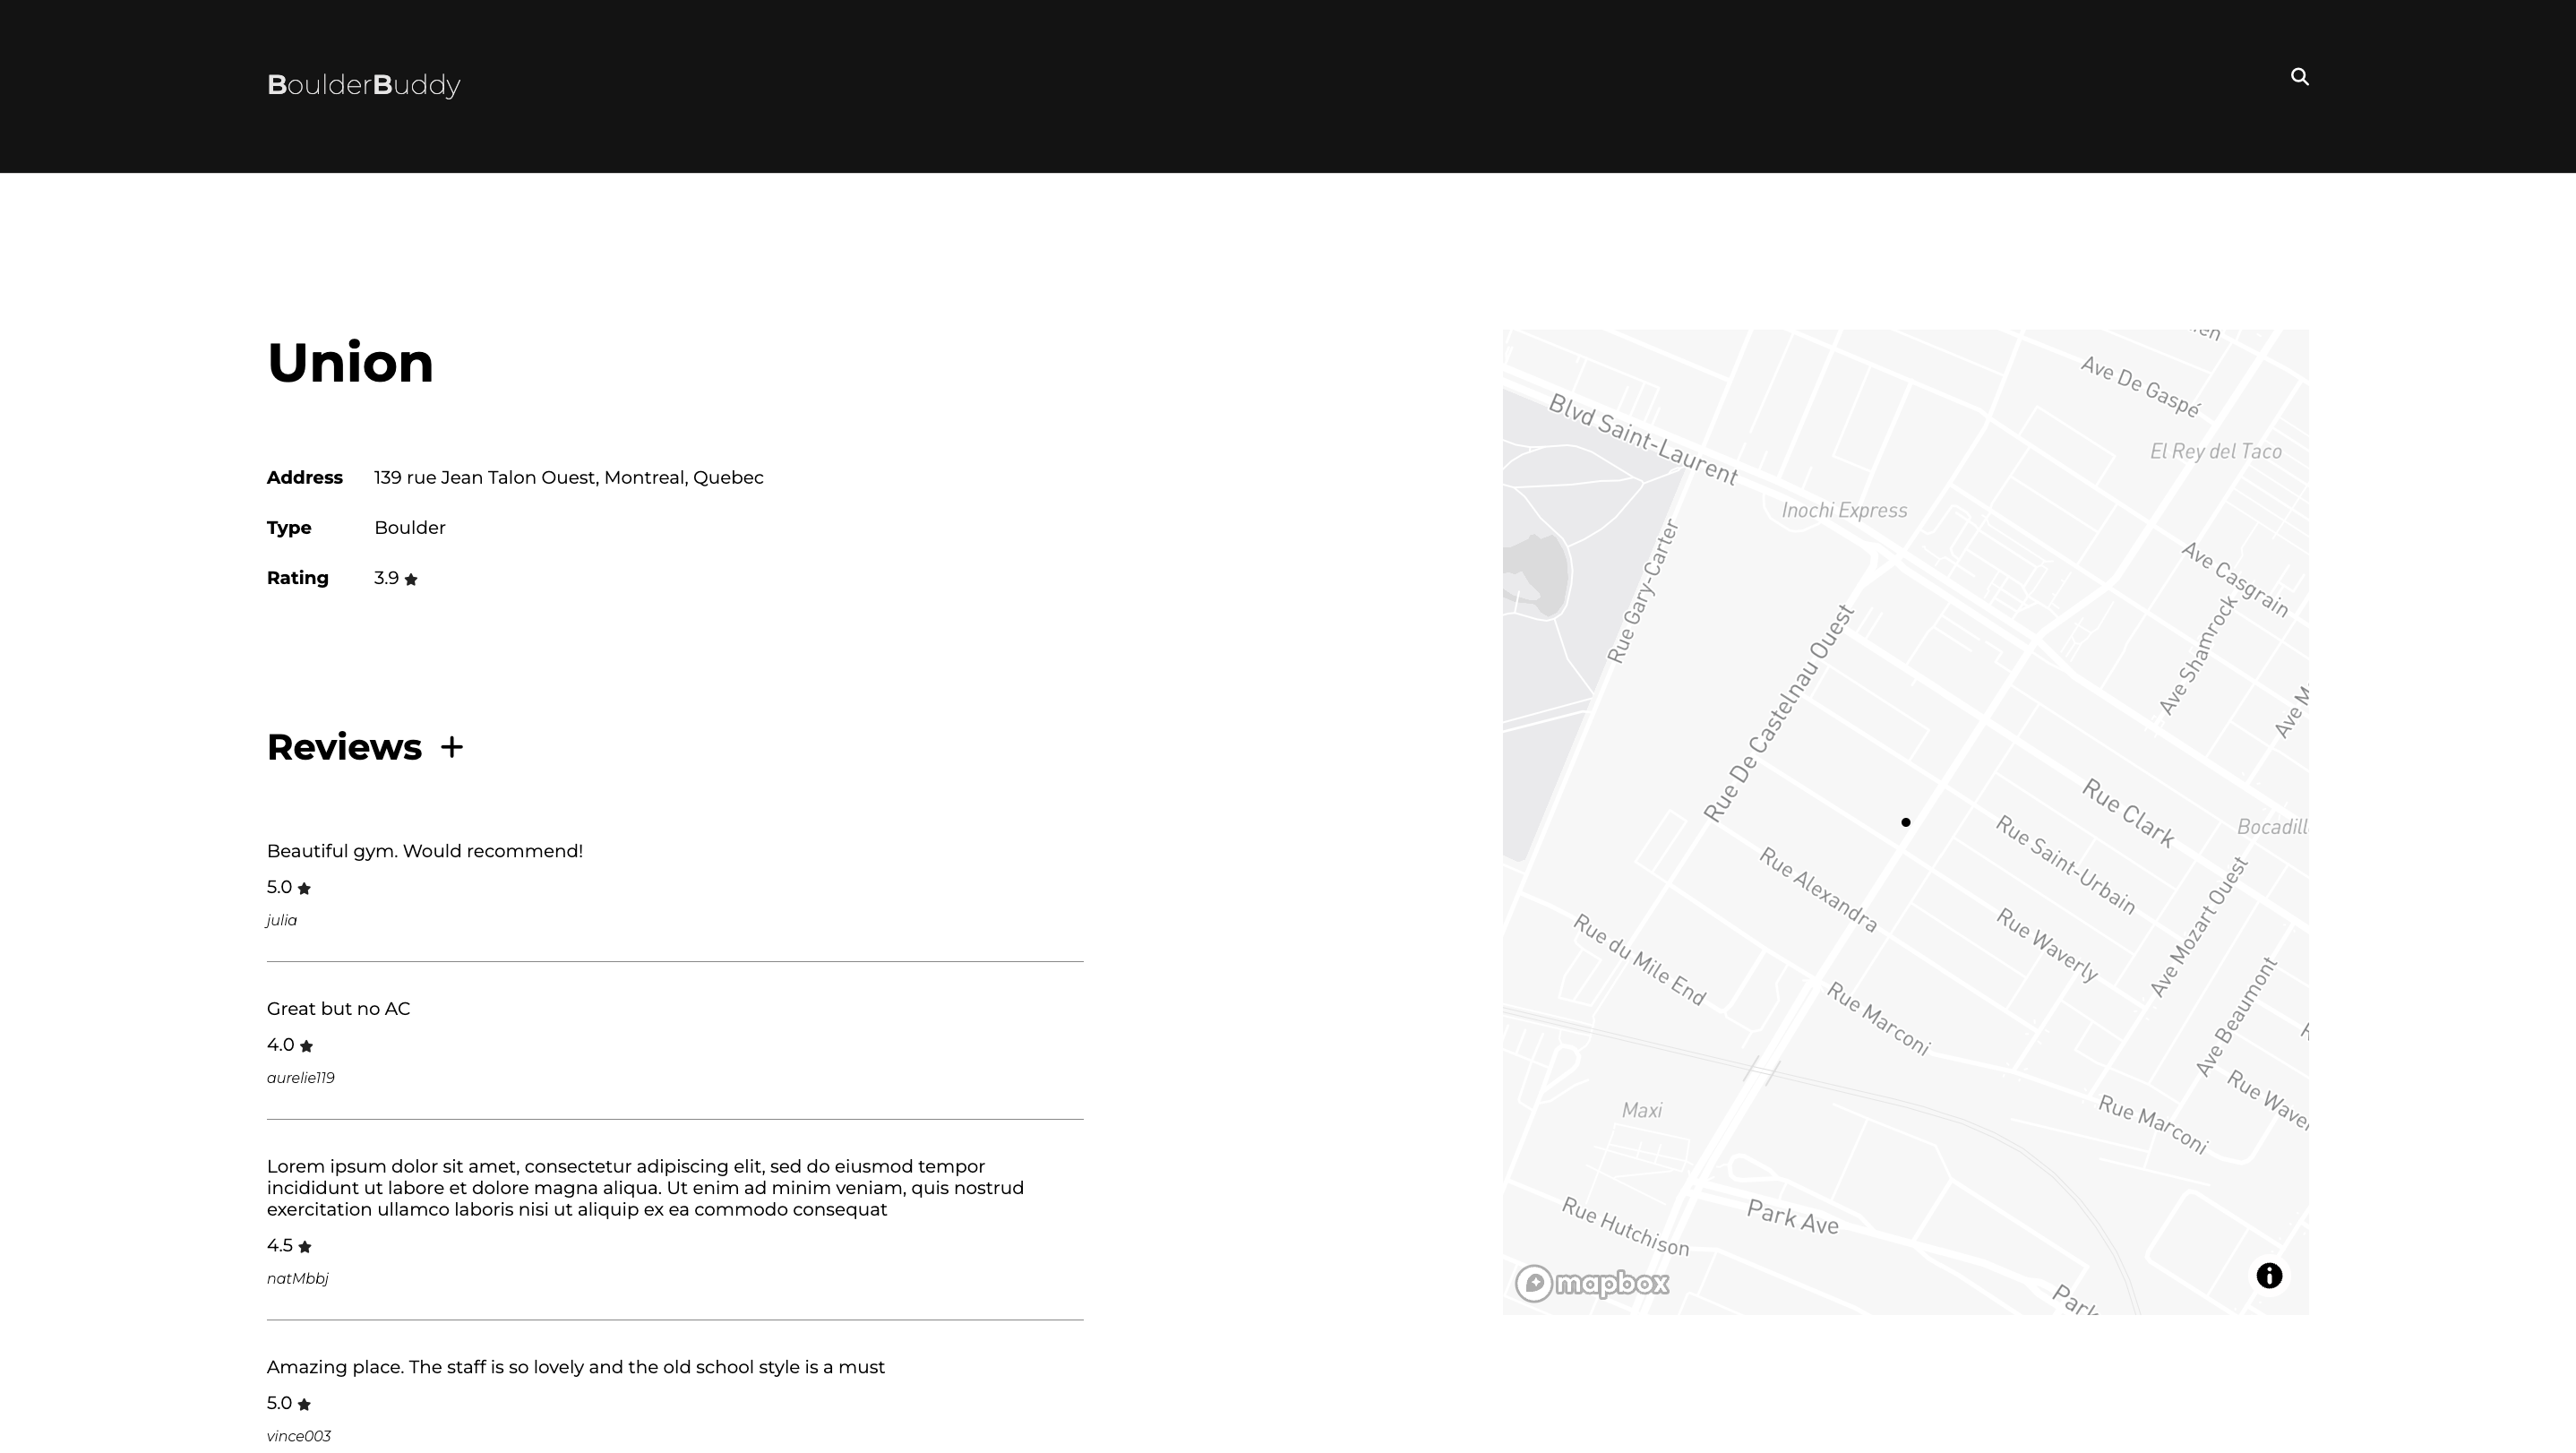 BoulderBuddy
Union
Address 139 rue Jean Talon Ouest, Montreal, Quebec
Type Boulder
Rating 3.9
Reviews +
Beautiful gym. Would recommend!
5.0
julia
Great but no AC
4.0
aurelie119
Lorem ipsum dolor sit amet, consectetur adipiscing elit, sed do eiusmod tempor
incididunt ut labore et dolore magna aliqua. Ut enim ad minim veniam, quis nostrud
exercitation ullamco laboris nisi ut aliquip ex ea commodo consequat
4.5
natMbbj
Amazing place. The staff is so lovely and the old school style is a must
5.0
vince003
Ave De Gaspé
Blvd Saint-Laurent
El Rey del Taco
Inochi Express
Rue Gary-Carter
Ave Casgrain
Ave Shamrock
Ave M
Rue De Castelnau Ouest
Rue Clark
Bocadill
Rue Saint-Urbain
Rue Alexandra
Rue Waverly
Ave Mozart Ouest
Rue du Mile End
Rue Marconi
Ave Beaumont
Maxi
Rue Marconi
Rue Waver
Rue Hutchison
Park Ave
Park
mapbox